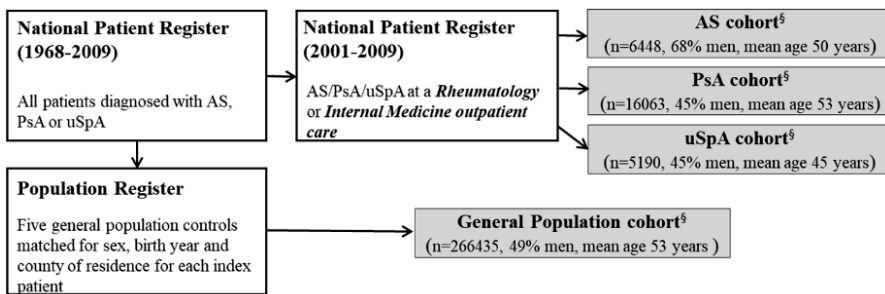 National Patient Register
(1968-2009)
All patients diagnosed with AS,
PsA or uSpA
National Patient Register
(2001-2009)
AS/PsA/uSpA at a Rheumatology
or Internal Medicine outpatient
care
AS cohort§
(n=6448, 68% men, mean age 50 years)
PsA cohort§
(n=16063, 45% men, mean age 53 years)
uSpA cohort§
(n=5190, 45% men, mean age 45 years)
Population Register
Five general population controls
matched for sex, birth year and
county of residence for each index
patient
General Population cohort§
(n=266435, 49% men, mean age 53 years )